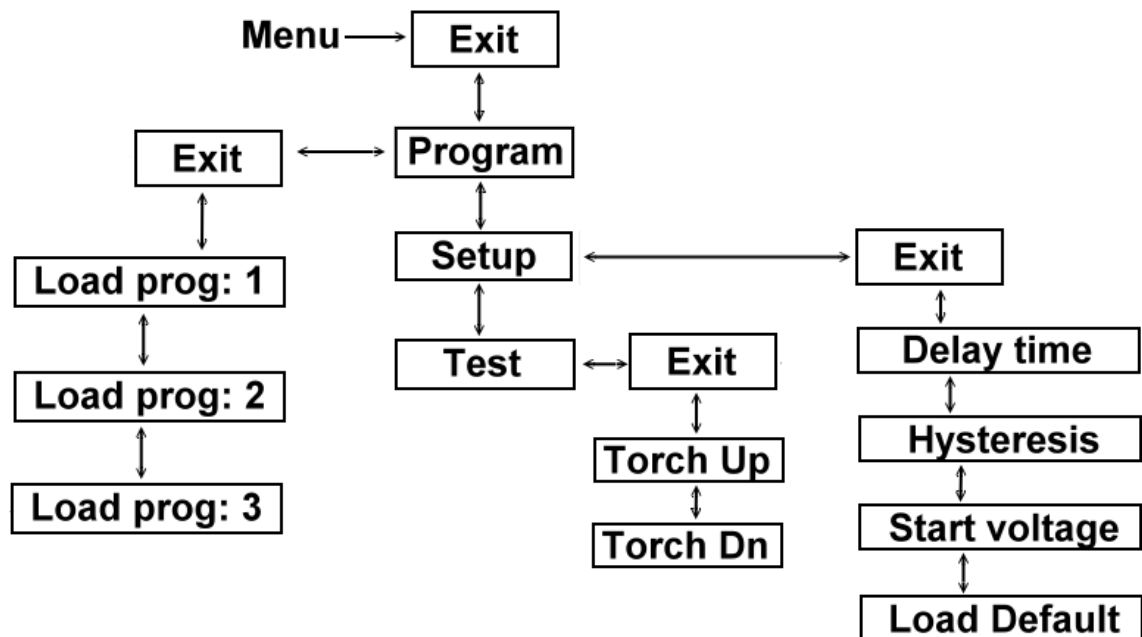 Menu
Exit
Exit
Program
Setup
Exit
Load prog: 1
Test
Exit
Delay time
Load prog: 2
Torch Up
Hysteresis
Load prog: 3
Torch Dn
Start voltage
Load Default